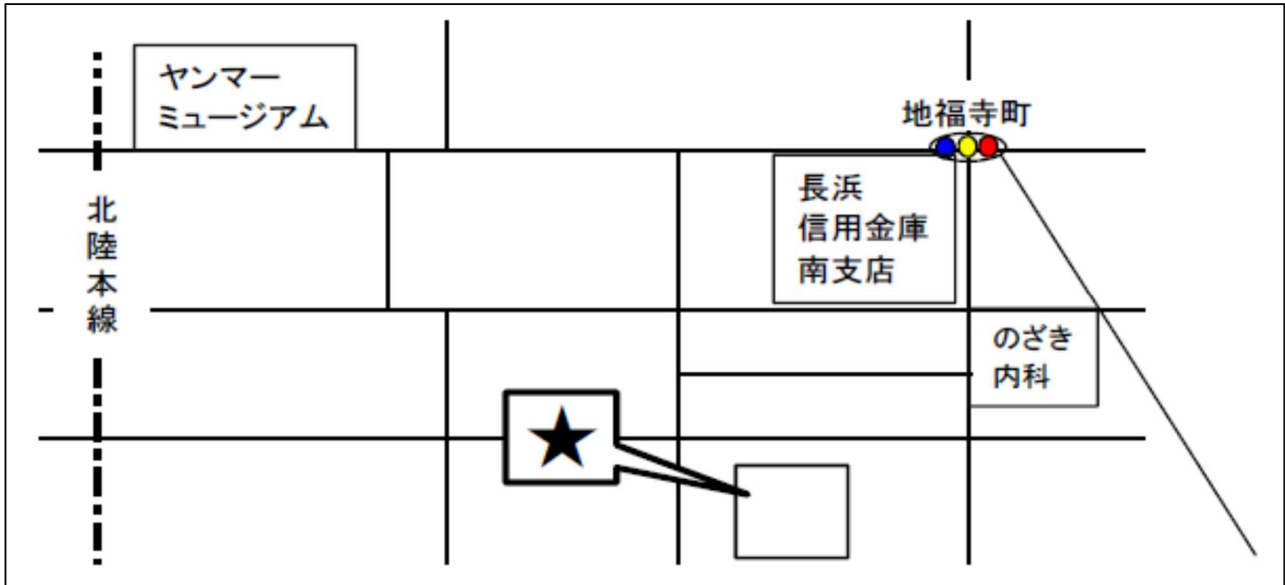 ヤンマー
ミュージアム
地福寺町
長浜
信用金庫
南支店
北陸本線
のざき
内科
★